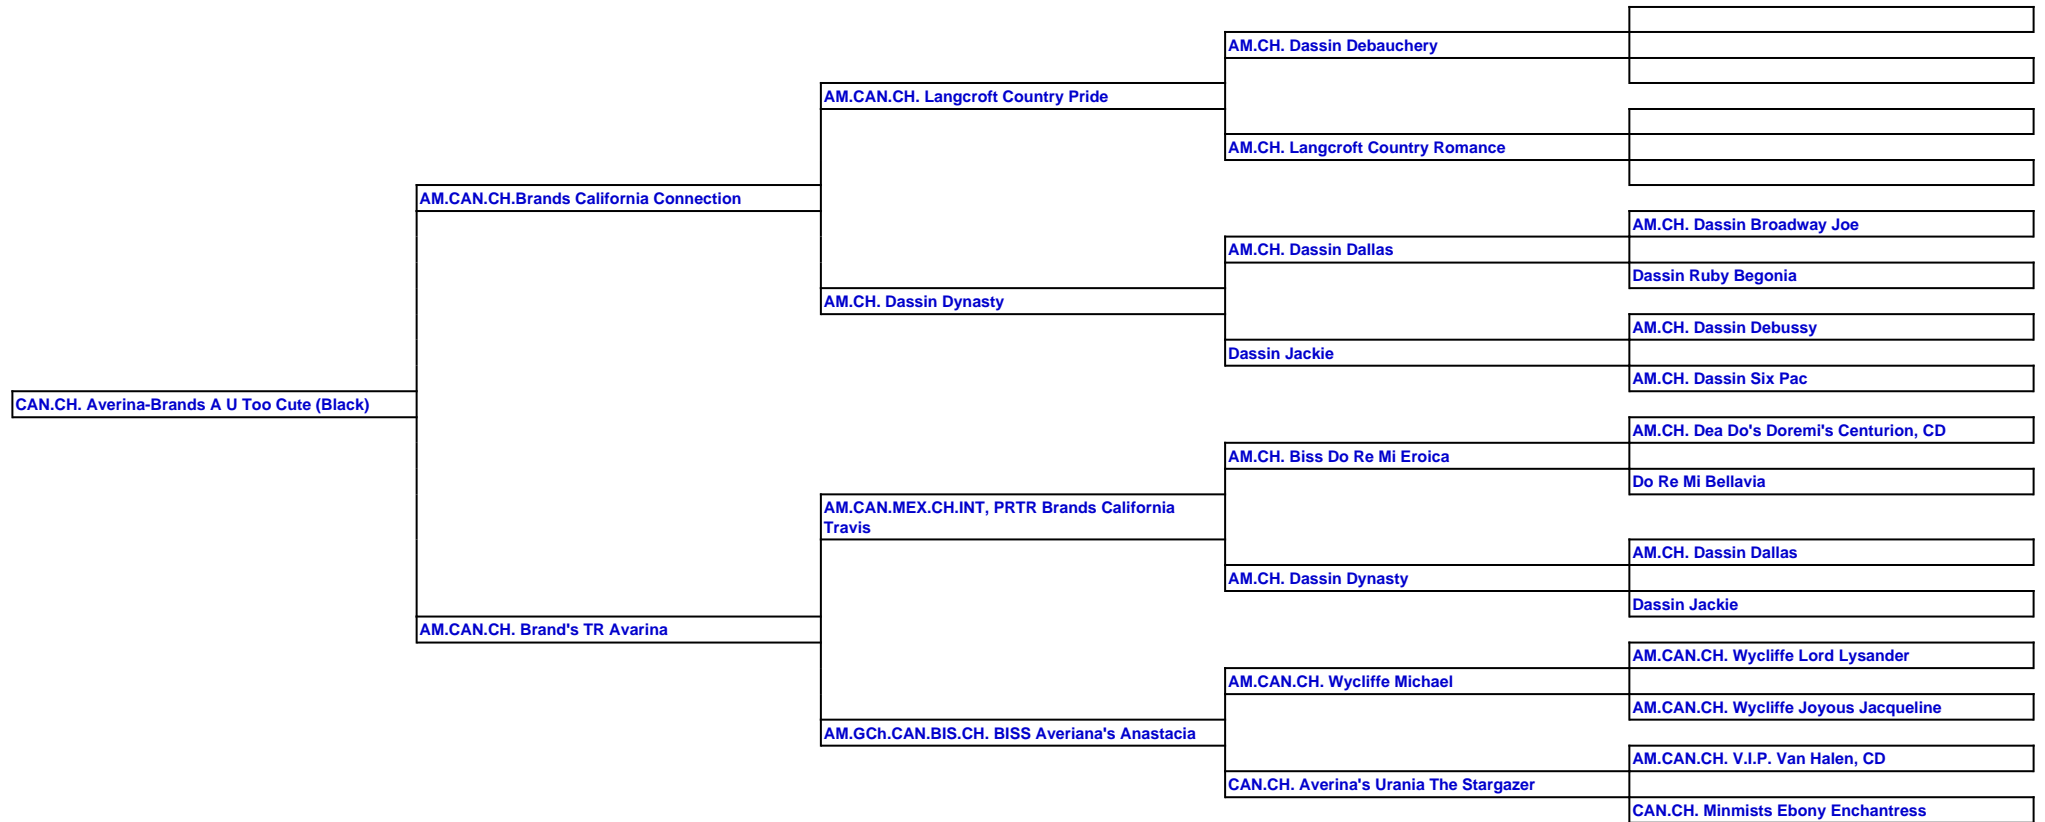 AM.CH. Dassin Debauchery
AM.CAN.CH. Langcroft Country Pride
AM.CH. Langcroft Country Romance
AM.CAN.CH.Brands California Connection
AM.CH. Dassin Broadway Joe
AM.CH. Dassin Dallas
Dassin Ruby Begonia
AM.CH. Dassin Dynasty
AM.CH. Dassin Debussy
Dassin Jackie
AM.CH. Dassin Six Pac
CAN.CH. Averina-Brands A U Too Cute (Black)
AM.CH. Dea Do's Doremi's Centurion, CD
AM.CH. Biss Do Re Mi Eroica
Do Re Mi Bellavia
AM.CAN.MEX.CH.INT, PRTR Brands California
Travis
AM.CH. Dassin Dallas
AM.CH. Dassin Dynasty
Dassin Jackie
AM.CAN.CH. Brand's TR Avarina
AM.CAN.CH. Wycliffe Lord Lysander
AM.CAN.CH. Wycliffe Michael
AM.CAN.CH. Wycliffe Joyous Jacqueline
AM.GCh.CAN.BIS.CH. BISS Averiana's Anastacia
AM.CAN.CH. V.I.P. Van Halen, CD
CAN.CH. Averina's Urania The Stargazer
CAN.CH. Minmists Ebony Enchantress